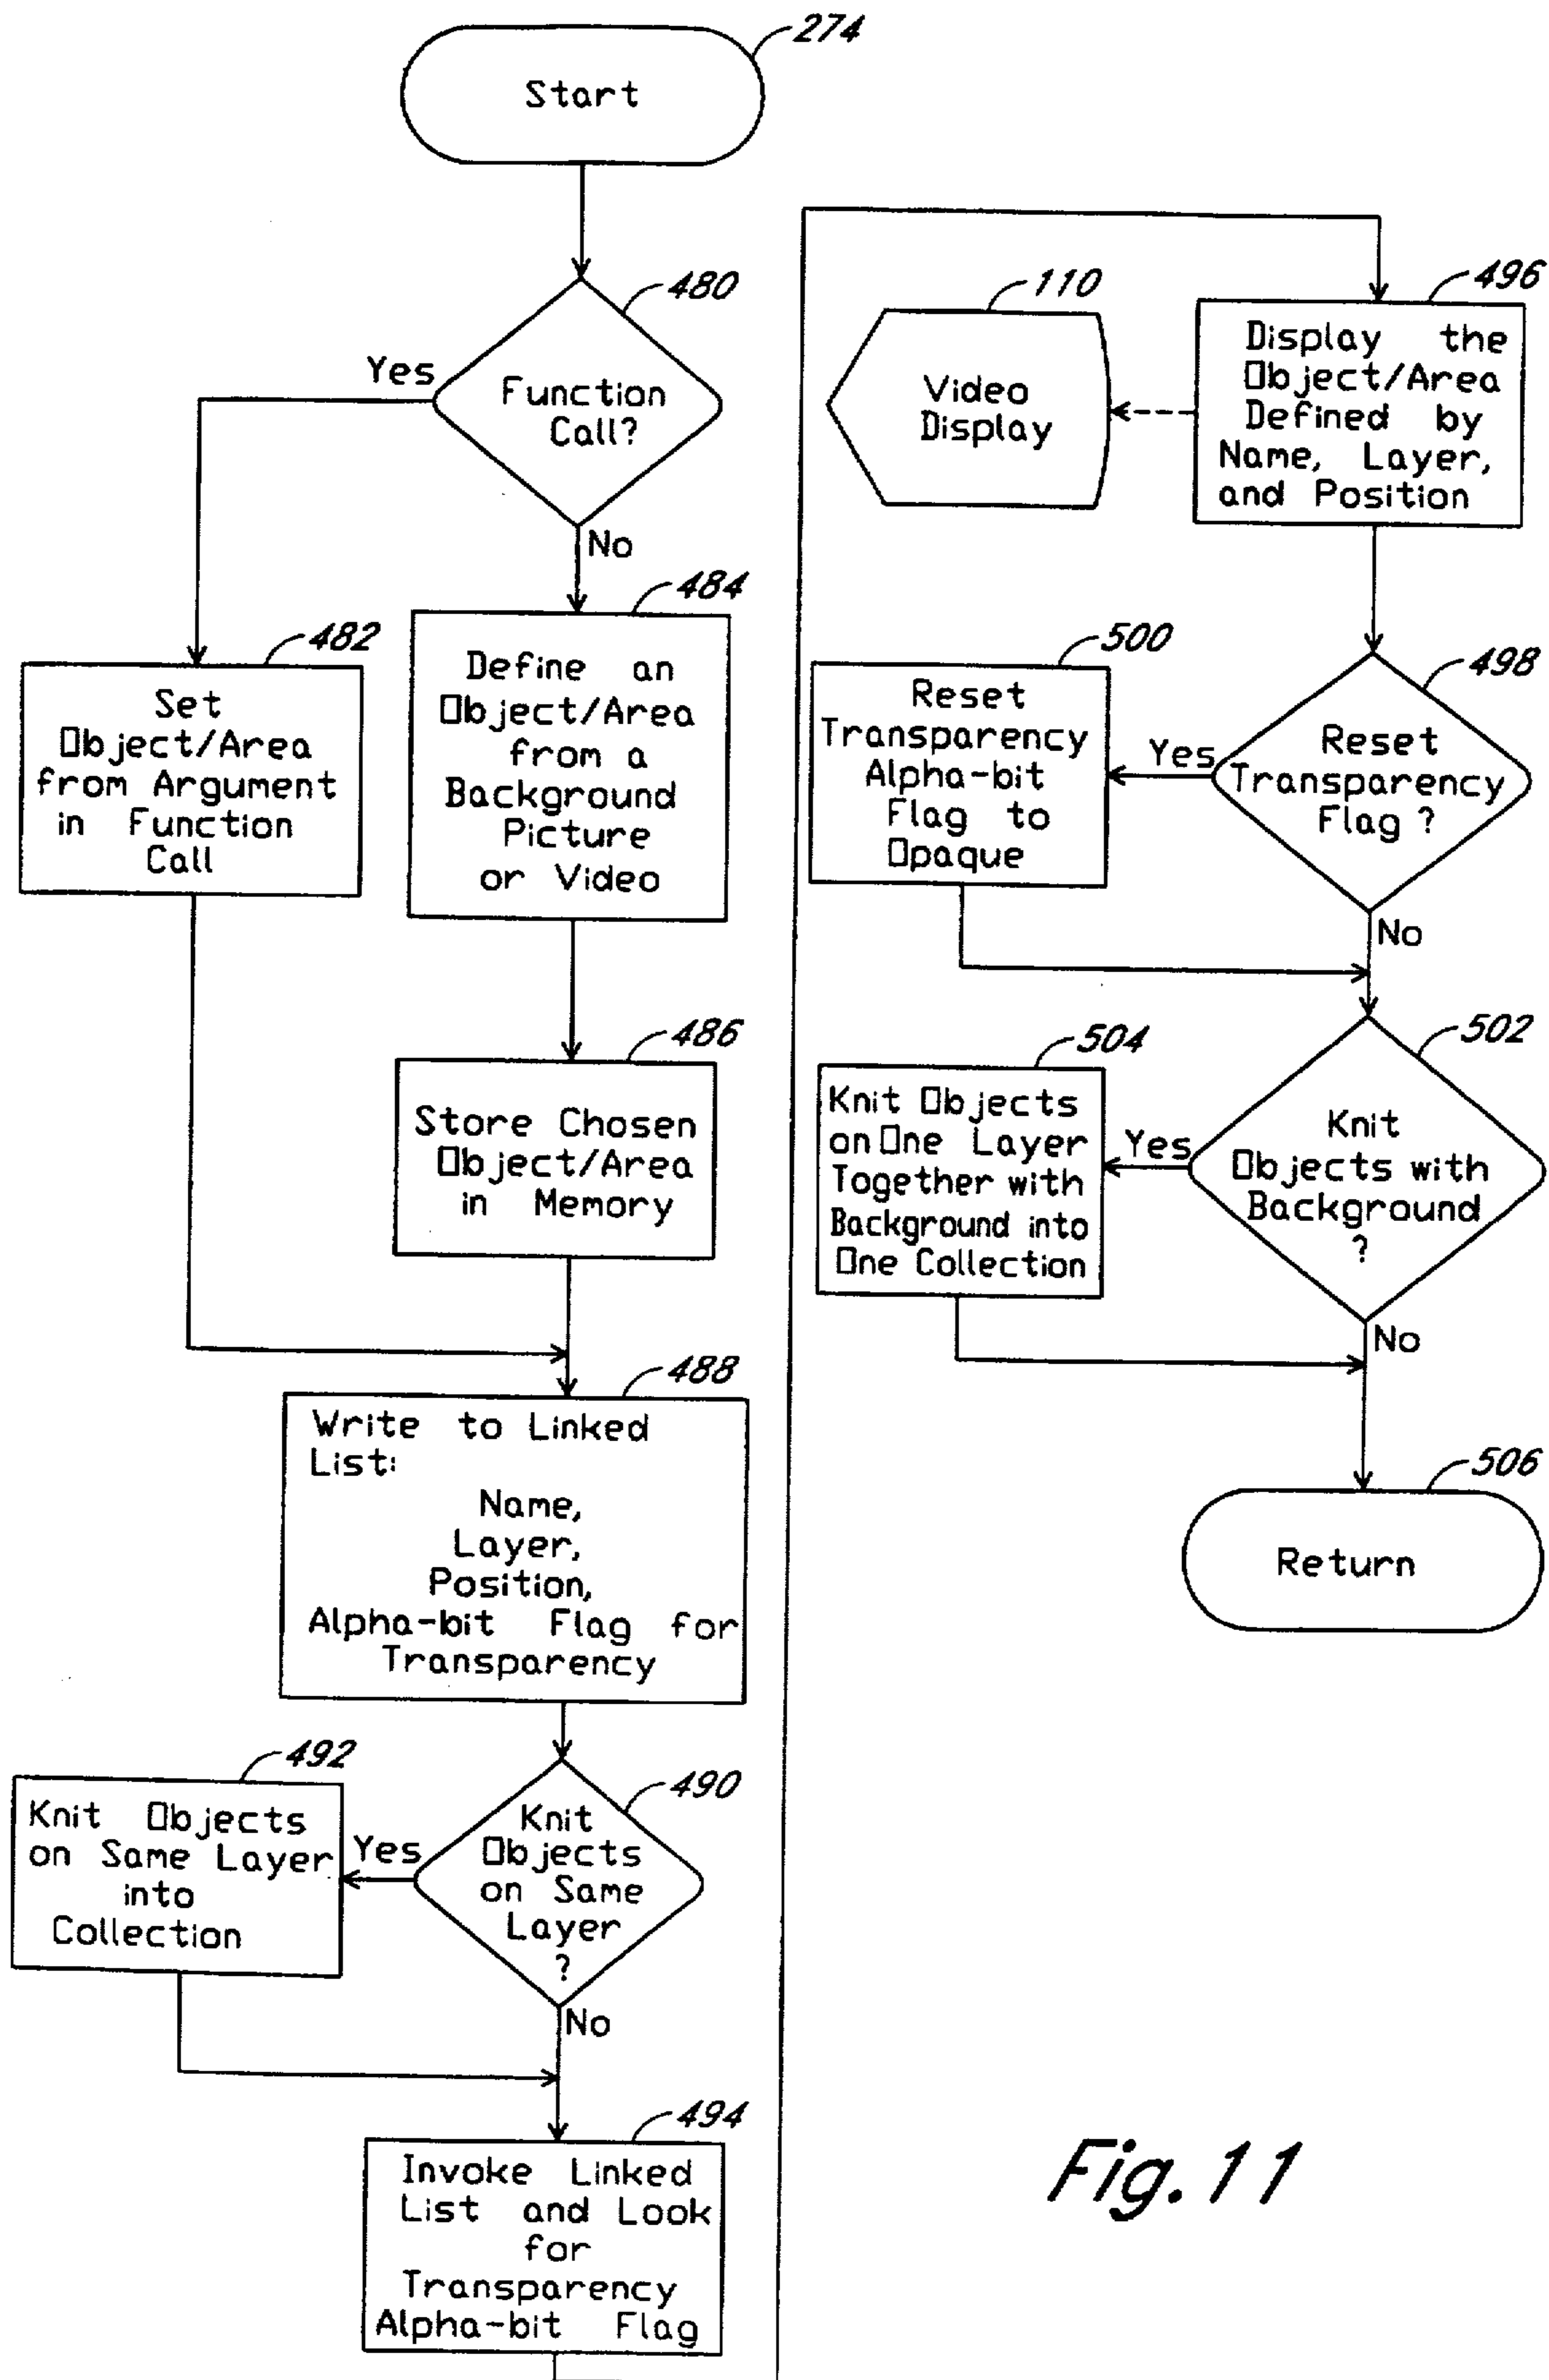 274
Start
480
Function
Call?
Yes
No
482
Set
Object/Area
from Argument
in Function
Call
484
Define an
Object/Area
from a
Background
Picture
or Video
486
Store Chosen
Object/Area
in Memory
488
Write to Linked
List:
Name,
Layer,
Position,
Alpha-bit Flag for
Transparency
490
Knit
Objects
on Same
Layer
?
Yes
No
492
Knit Objects
on Same Layer
into
Collection
494
Invoke Linked
List and Look
for
Transparency
Alpha-bit Flag
496
Display the
Object/Area
Defined by
Name, Layer,
and Position
110
Video
Display
498
Reset
Transparency
Flag ?
Yes
No
500
Reset
Transparency
Alpha-bit
Flag to
Opaque
502
Knit
Objects with
Background
?
Yes
No
504
Knit Objects
on One Layer
Together with
Background into
One Collection
506
Return
Fig. 11